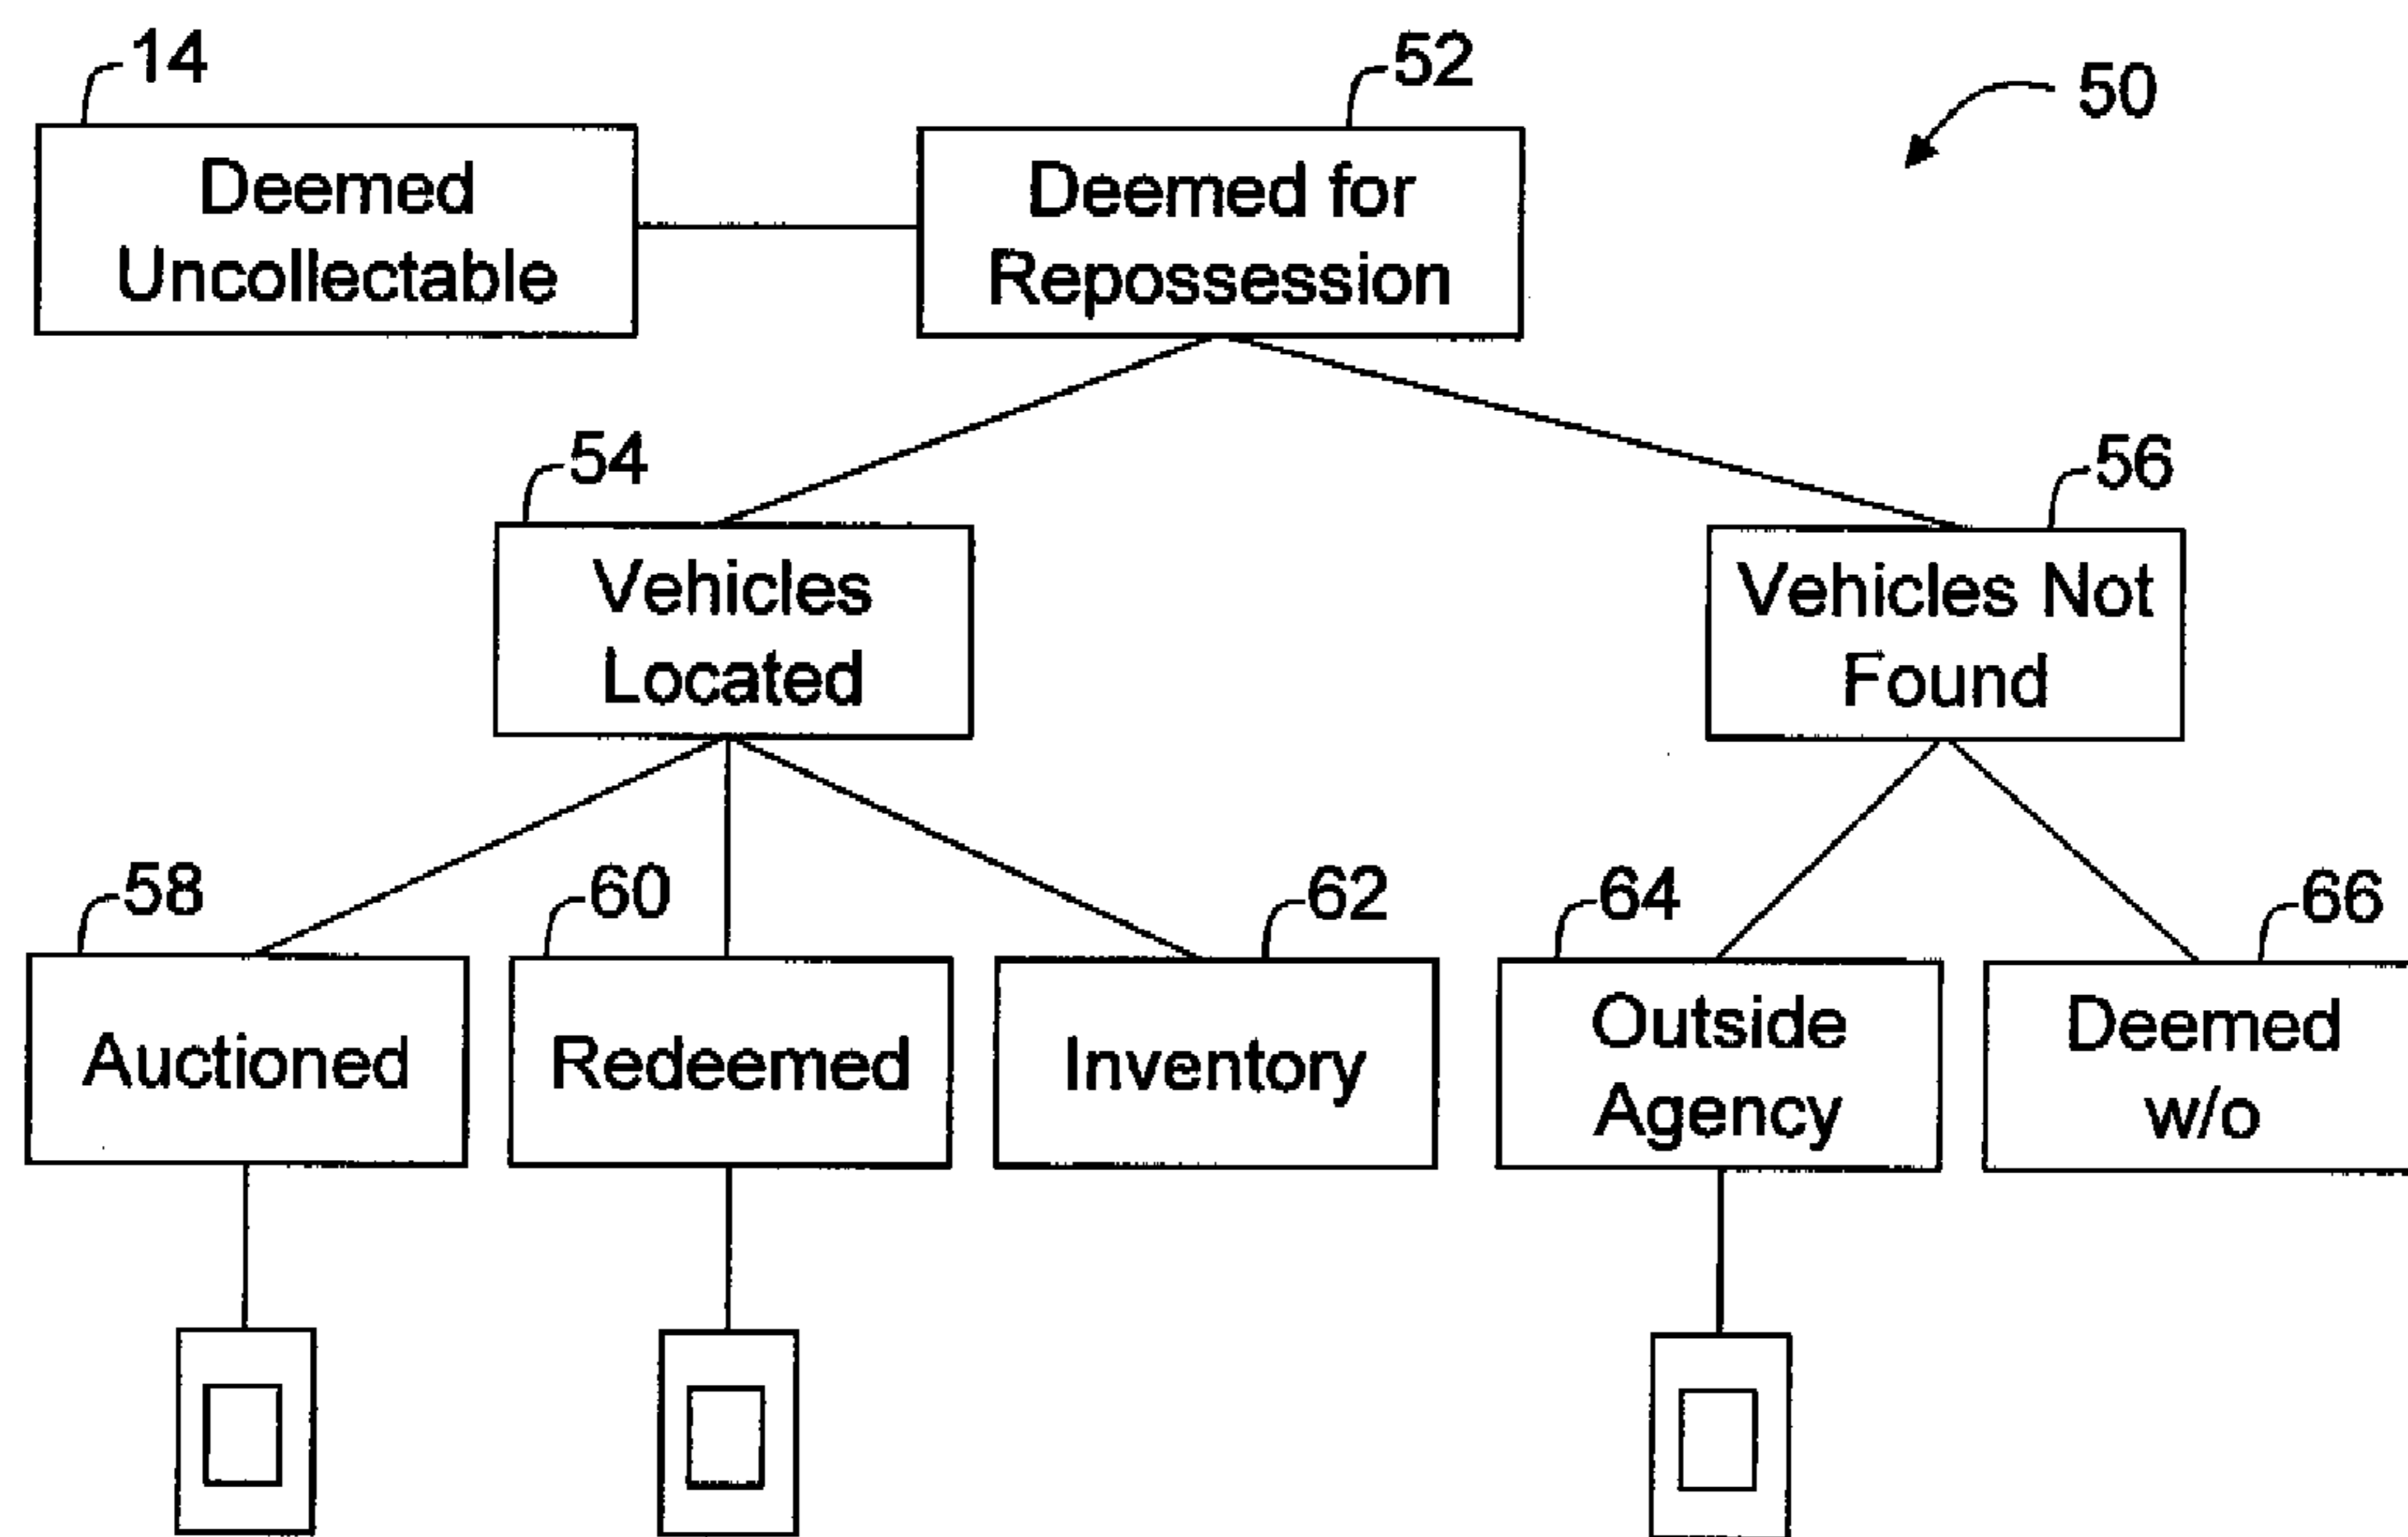 14
52
50
Deemed
Uncollectable
Deemed for
Repossession
54
56
Vehicles
Located
Vehicles Not
Found
58
60
62
64
66
Auctioned
Redeemed
Inventory
Outside
Agency
Deemed
w/o